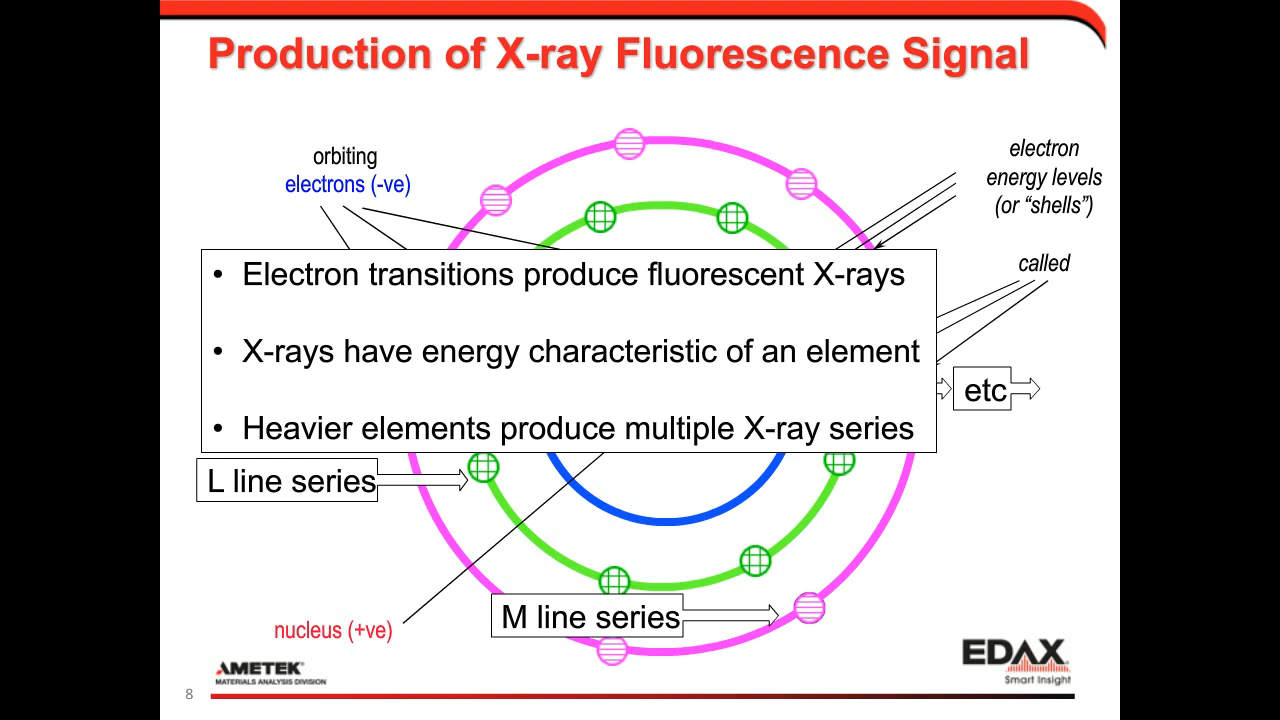 Production of X-ray Fluorescence Signal
orbiting
electrons (-ve)
electron
energy levels
(or “shells”)
called
• Electron transitions produce fluorescent X-rays
• X-rays have energy characteristic of an element
• Heavier elements produce multiple X-ray series
etc
L line series
M line series
nucleus (+ve)
AMETEK®
MATERIALS ANALYSIS DIVISION
EDAX
Smart Insight
8